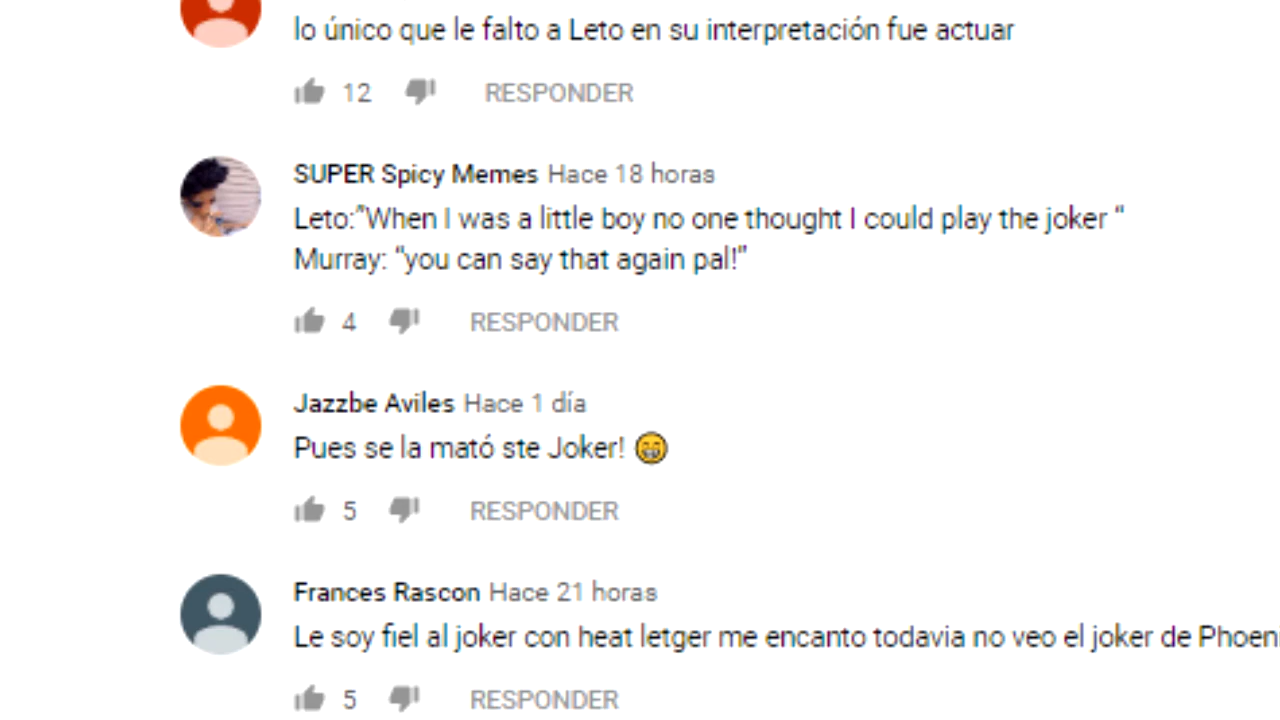 lo único que le falto a Leto en su interpretación fue actuar
12 RESPONDER
SUPER Spicy Memes Hace 18 horas
Leto:”When I was a little boy no one thought I could play the joker “
Murray: “you can say that again pal!”
4 RESPONDER
Jazzbe Aviles Hace 1 día
Pues se la mató ste Joker! 😁
5 RESPONDER
Frances Rascon Hace 21 horas
Le soy fiel al joker con heat letger me encanto todavia no veo el joker de Phoeni
5 RESPONDER